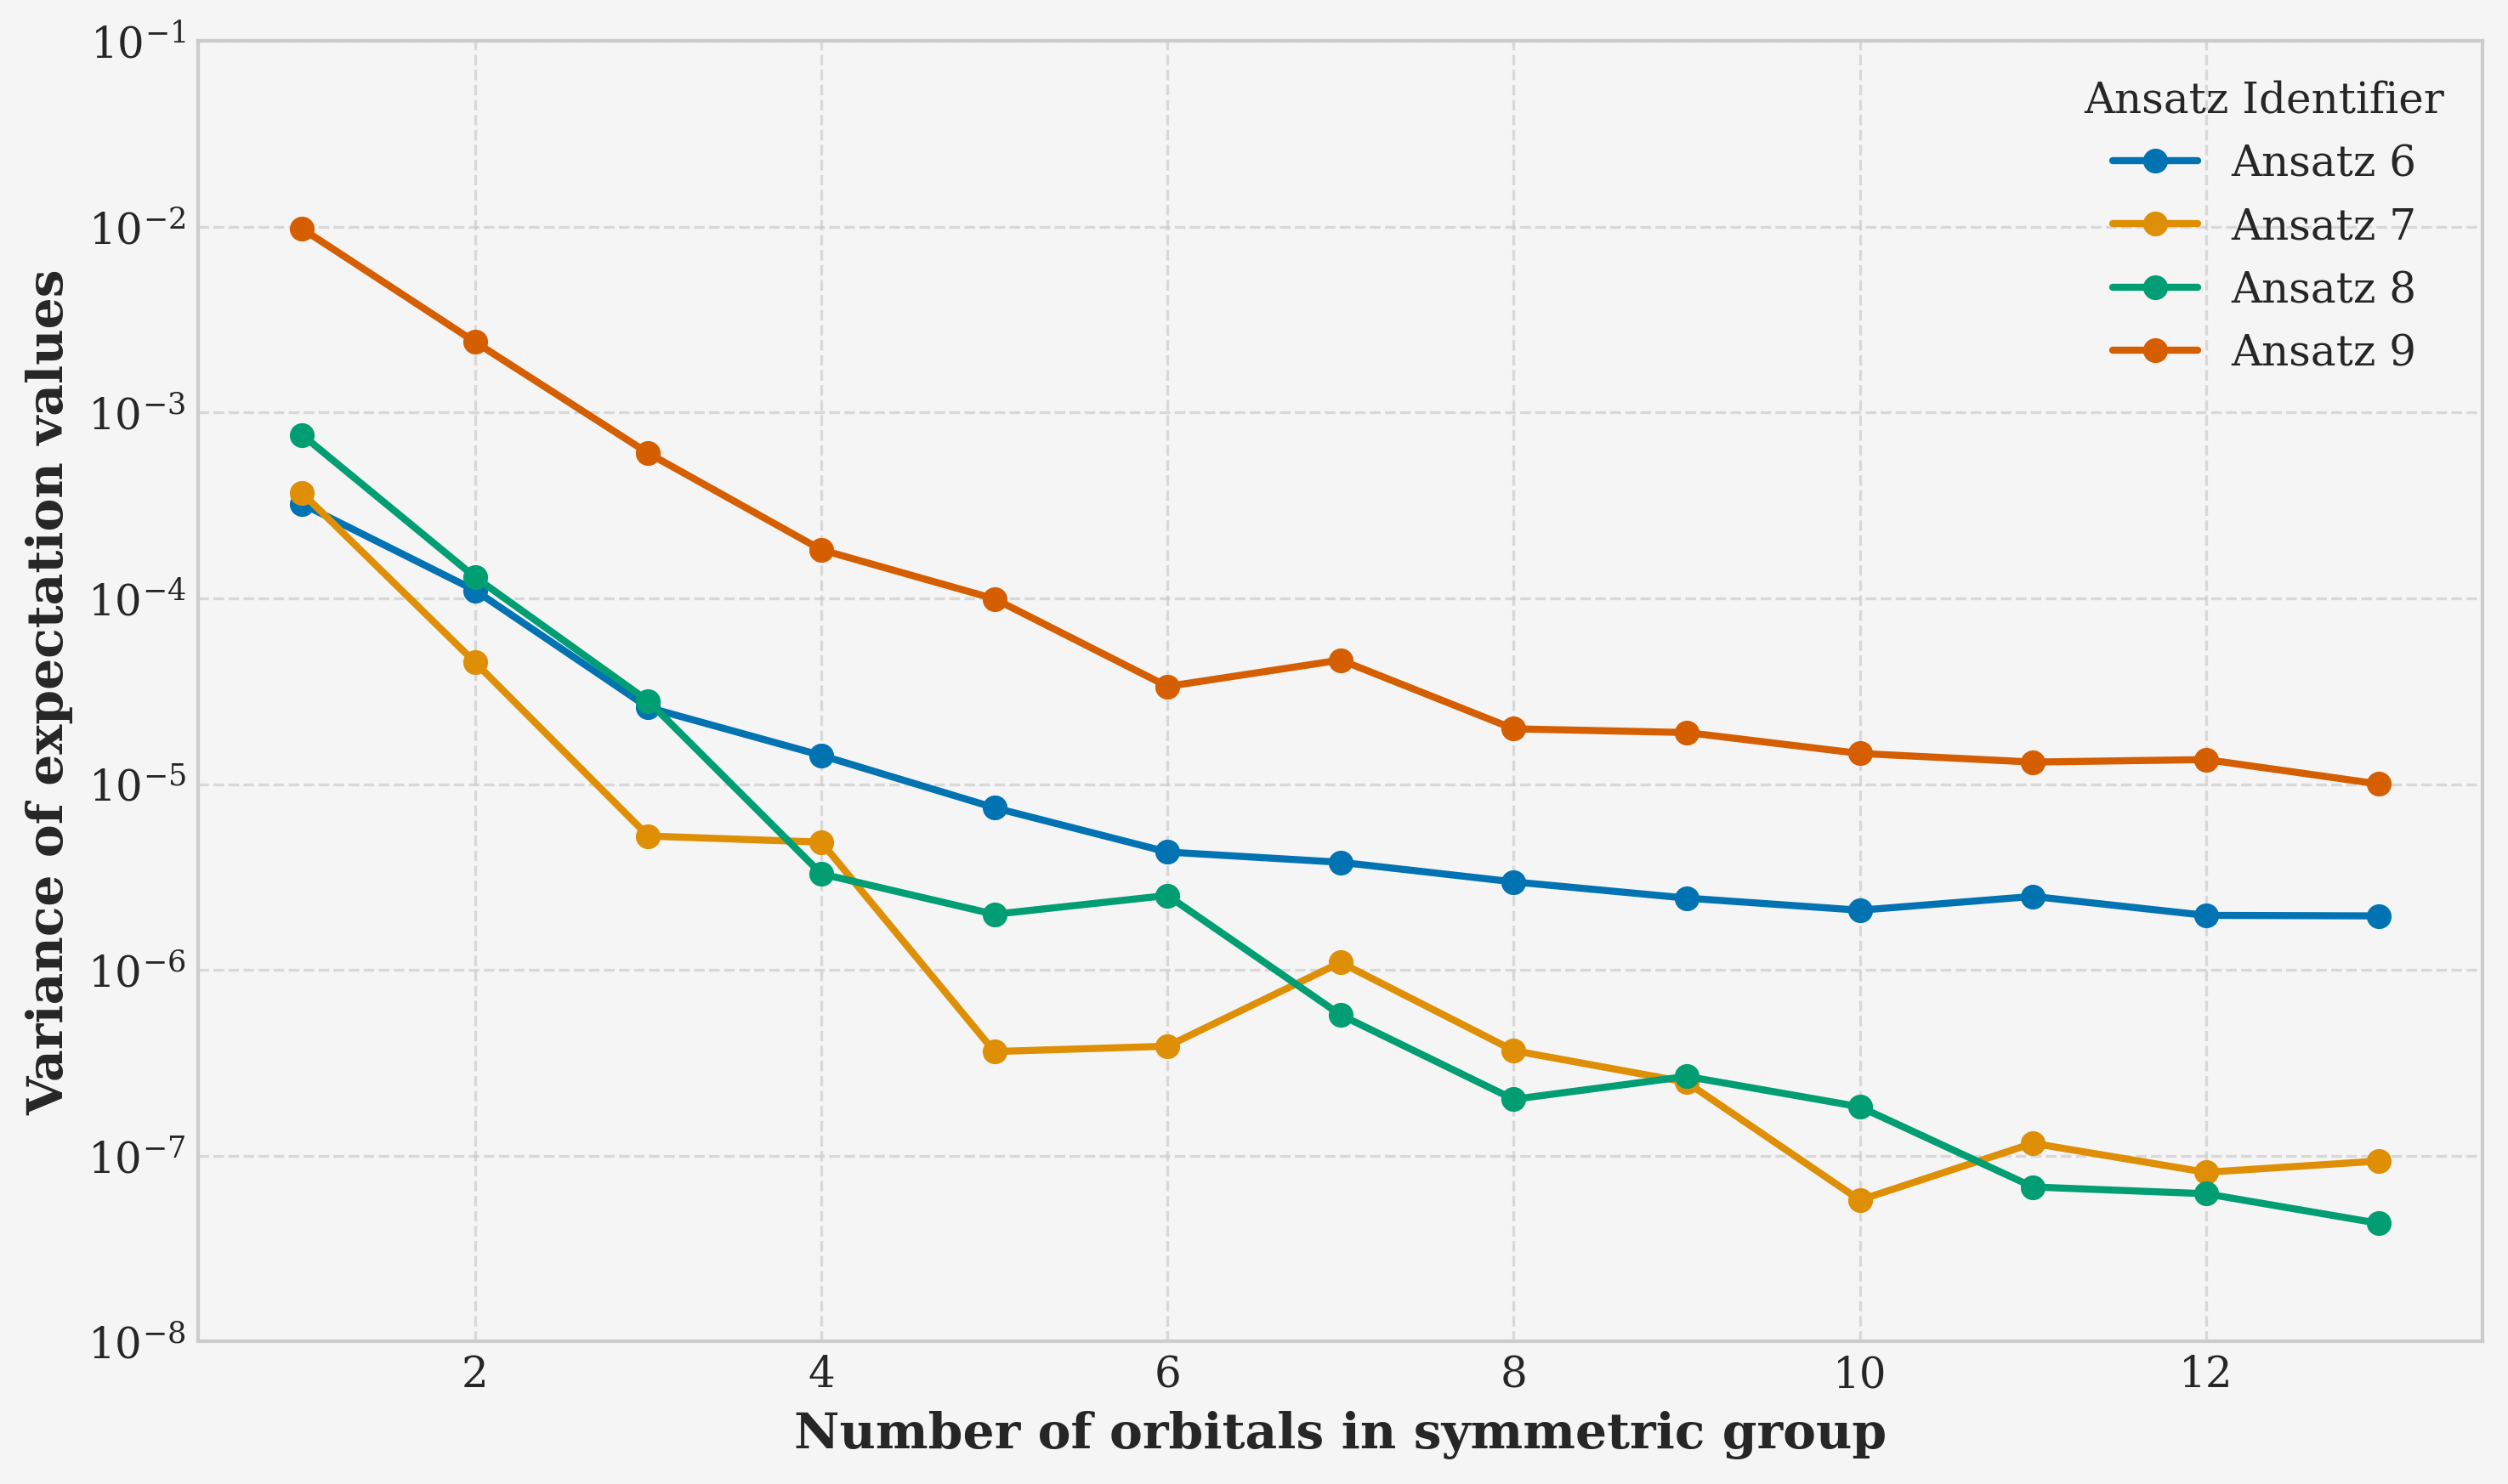 10⁻¹
10⁻²
10⁻³
10⁻⁴
10⁻⁵
10⁻⁶
10⁻⁷
10⁻⁸
Variance of expectation values
Ansatz Identifier
Ansatz 6
Ansatz 7
Ansatz 8
Ansatz 9
2 4 6 8 10 12
Number of orbitals in symmetric group